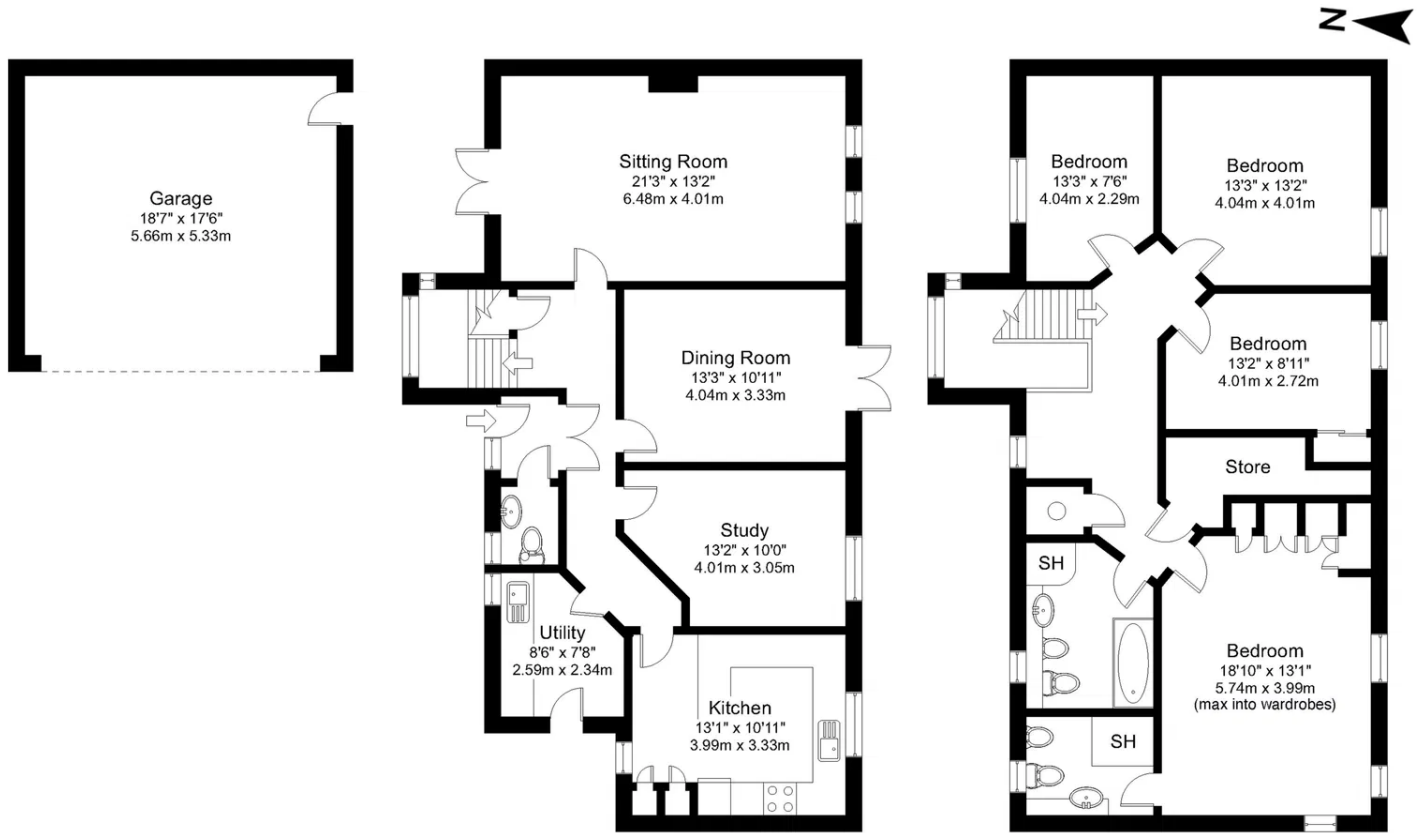 N
Garage
18'7" x 17'6"
5.66m x 5.33m
Sitting Room
21'3" x 13'2"
6.48m x 4.01m
Dining Room
13'3" x 10'11"
4.04m x 3.33m
Study
13'2" x 10'0"
4.01m x 3.05m
Utility
8'6" x 7'8"
2.59m x 2.34m
Kitchen
13'1" x 10'11"
3.99m x 3.33m
Bedroom
13'3" x 7'6"
4.04m x 2.29m
Bedroom
13'3" x 13'2"
4.04m x 4.01m
Bedroom
13'2" x 8'11"
4.01m x 2.72m
Store
SH
Bedroom
18'10" x 13'1"
5.74m x 3.99m
(max into wardrobes)
SH